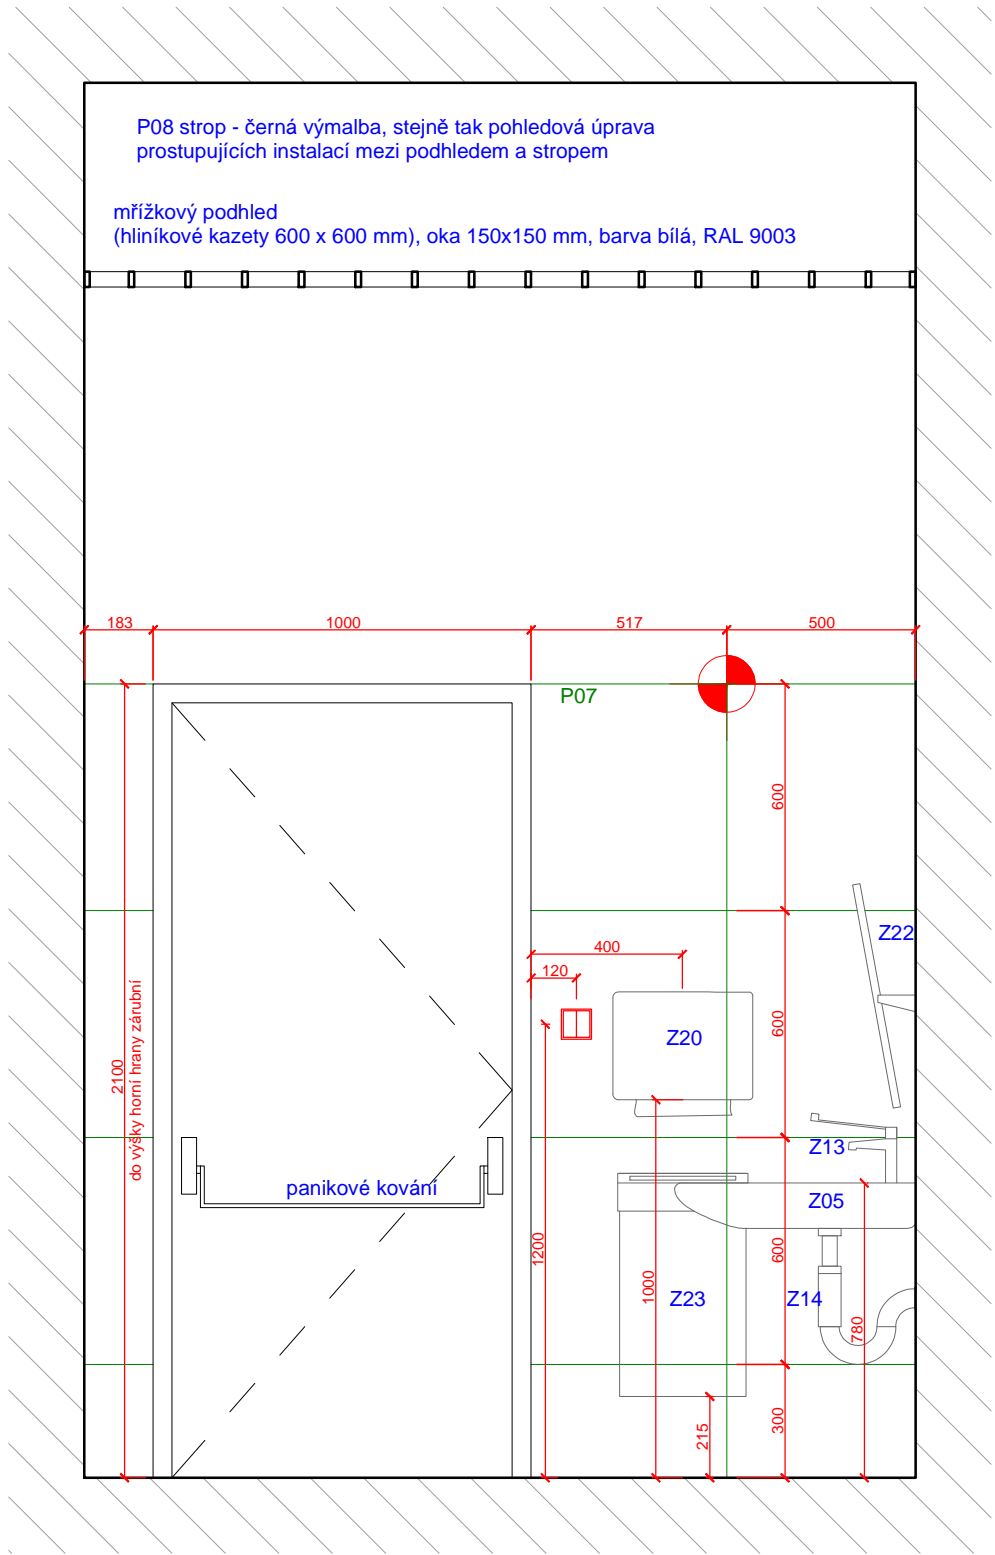 P08 strop - černá výmalba, stejně tak pohledová úprava
prostupujících instalací mezi podhledem a stropem
mřížkový podhled
(hliníkové kazety 600 x 600 mm), oka 150x150 mm, barva bílá, RAL 9003
183
1000
517
500
P07
600
Z22
400
120
600
Z20
2100
do výšky horní hrany zárubní
Z13
panikové kování
Z05
1200
1000
600
Z23
Z14
780
215
300